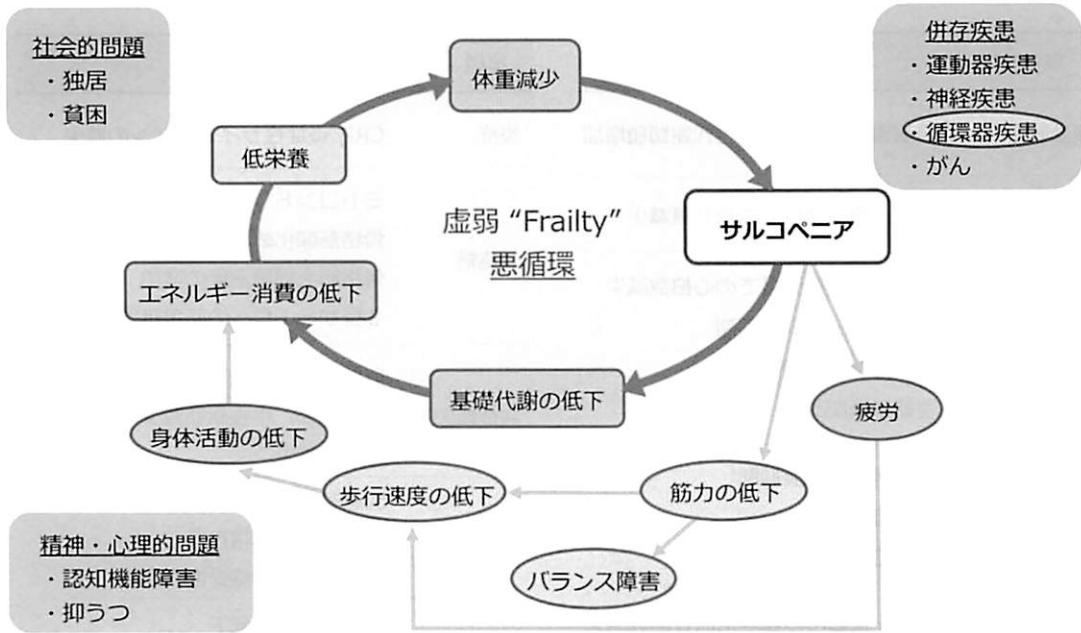 社会的問題
・独居
・貧困
併存疾患
・運動器疾患
・神経疾患
・循環器疾患
・がん
体重減少
低栄養
サルコペニア
虚弱 “Frailty”
悪循環
エネルギー消費の低下
基礎代謝の低下
疲労
身体活動の低下
歩行速度の低下
筋力の低下
バランス障害
精神・心理的問題
・認知機能障害
・抑うつ